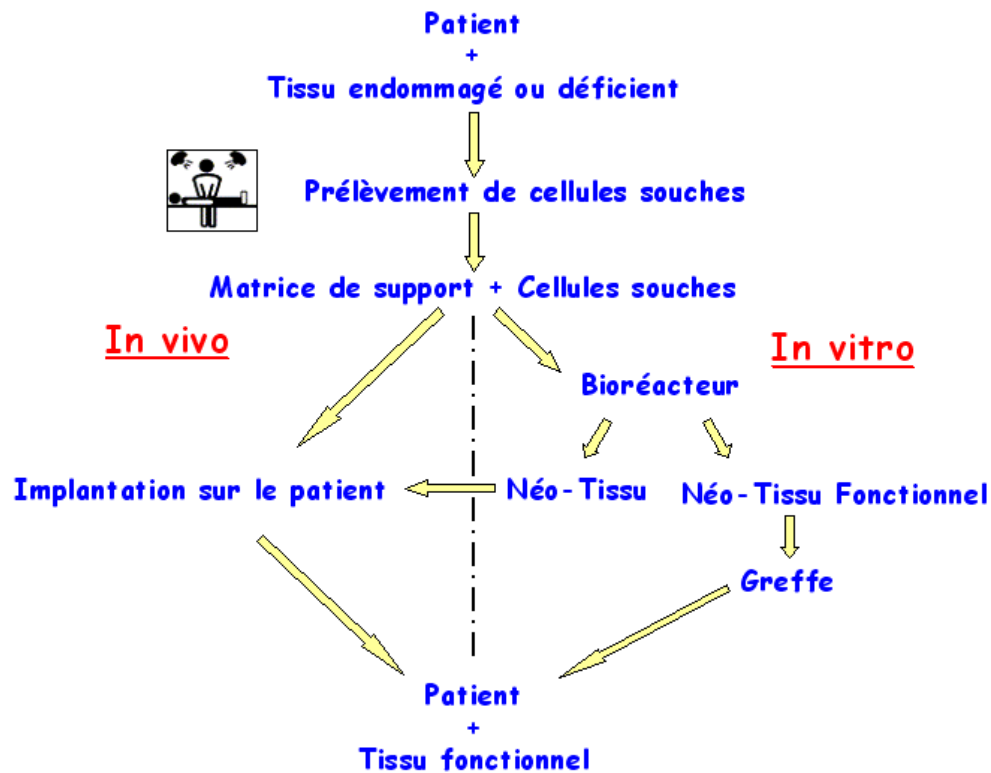 Patient
+
Tissu endommagé ou déficient
Prélèvement de cellules souches
Matrice de support + Cellules souches
In vivo
In vitro
Bioréacteur
Implantation sur le patient
Néo-Tissu
Néo-Tissu Fonctionnel
Greffe
Patient
+
Tissu fonctionnel